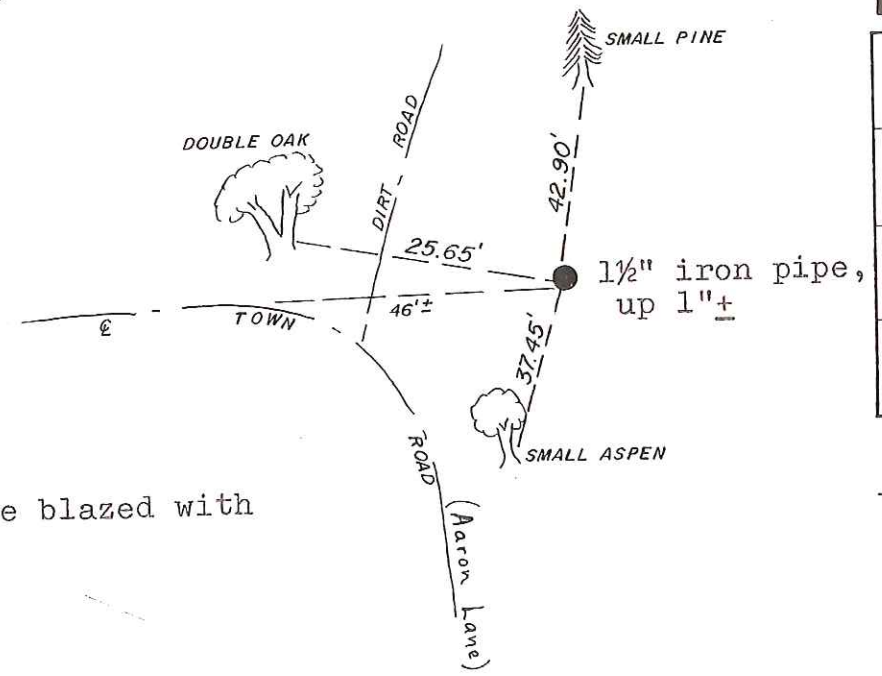 SMALL PINE
DOUBLE OAK
DIRT ROAD
42.90'
25.65'
1½" iron pipe,
up 1"±
46'±
℄ TOWN ROAD
37.45'
SMALL ASPEN
(Aaron Lane)
e blazed with